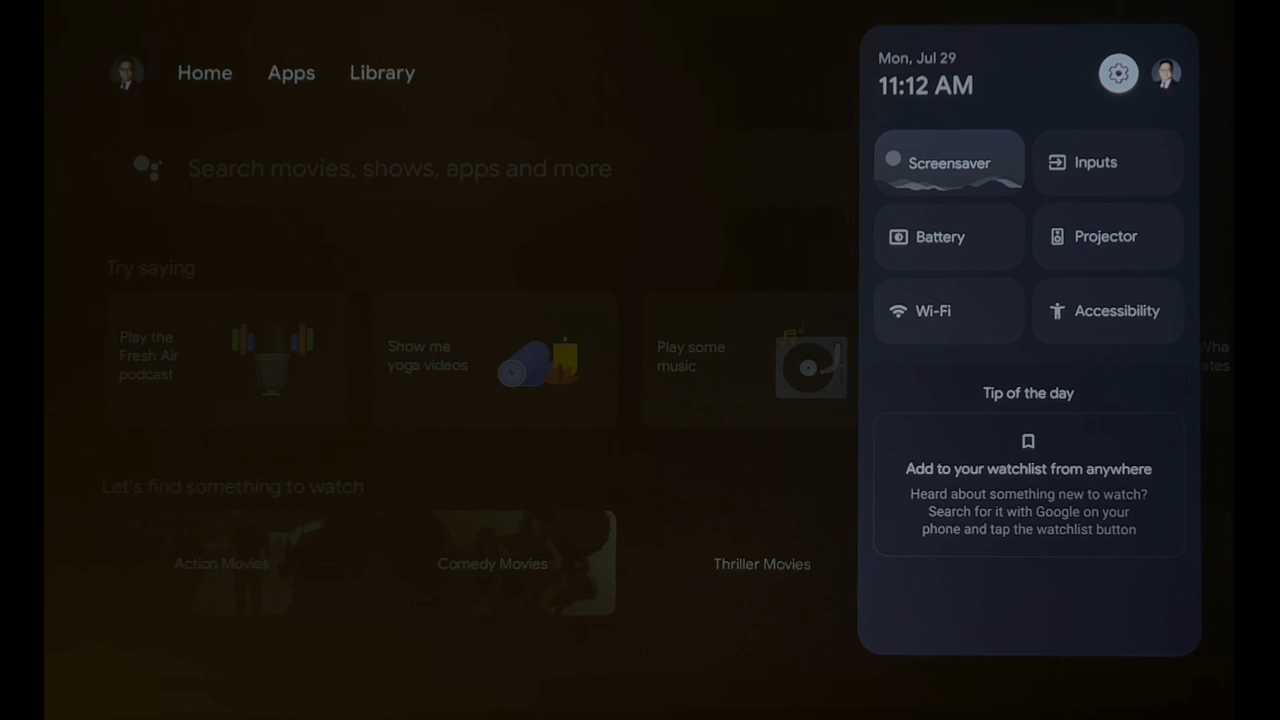 Home
Apps
Library
Search movies, shows, apps and more
Try saying
Play the
Fresh Air
podcast
Show me
yoga videos
Play some
music
Let's find something to watch
Action Movies
Comedy Movies
Thriller Movies
Mon, Jul 29
11:12 AM
Screensaver
Inputs
Battery
Projector
Wi-Fi
Accessibility
Tip of the day
Add to your watchlist from anywhere
Heard about something new to watch?
Search for it with Google on your
phone and tap the watchlist button